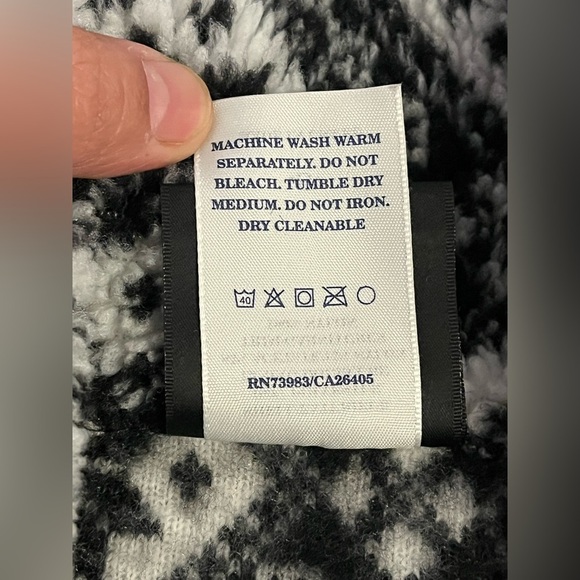 MACHINE WASH WARM
SEPARATELY. DO NOT
BLEACH. TUMBLE DRY
MEDIUM. DO NOT IRON.
DRY CLEANABLE
40
RN73983/CA26405